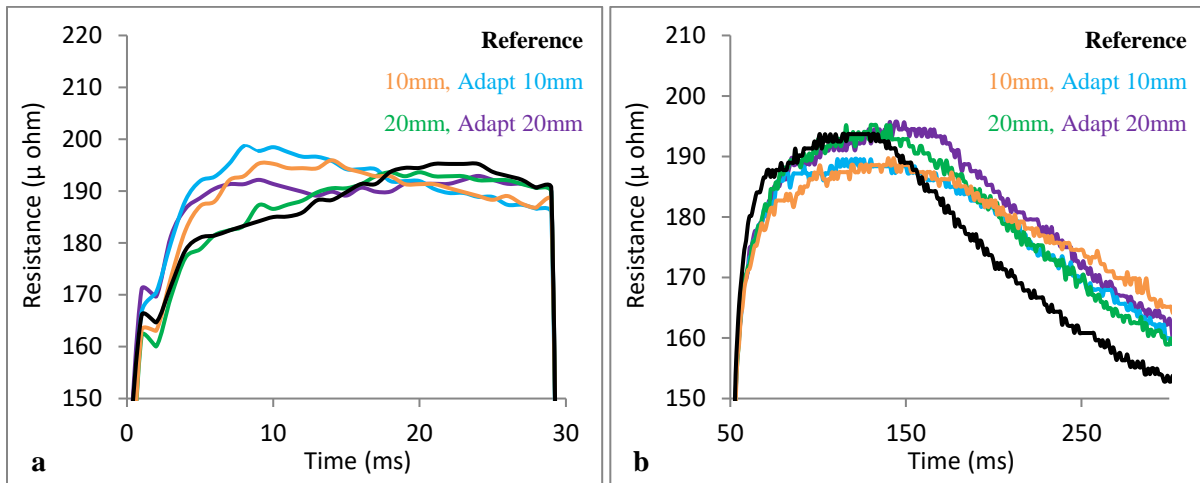 220
210
200
190
180
170
160
150
Resistance (µ ohm)
Reference
10mm, Adapt 10mm
20mm, Adapt 20mm
0
10
20
30
Time (ms)
a
210
200
190
180
170
160
150
Resistance (µ ohm)
Reference
10mm, Adapt 10mm
20mm, Adapt 20mm
50
150
250
Time (ms)
b